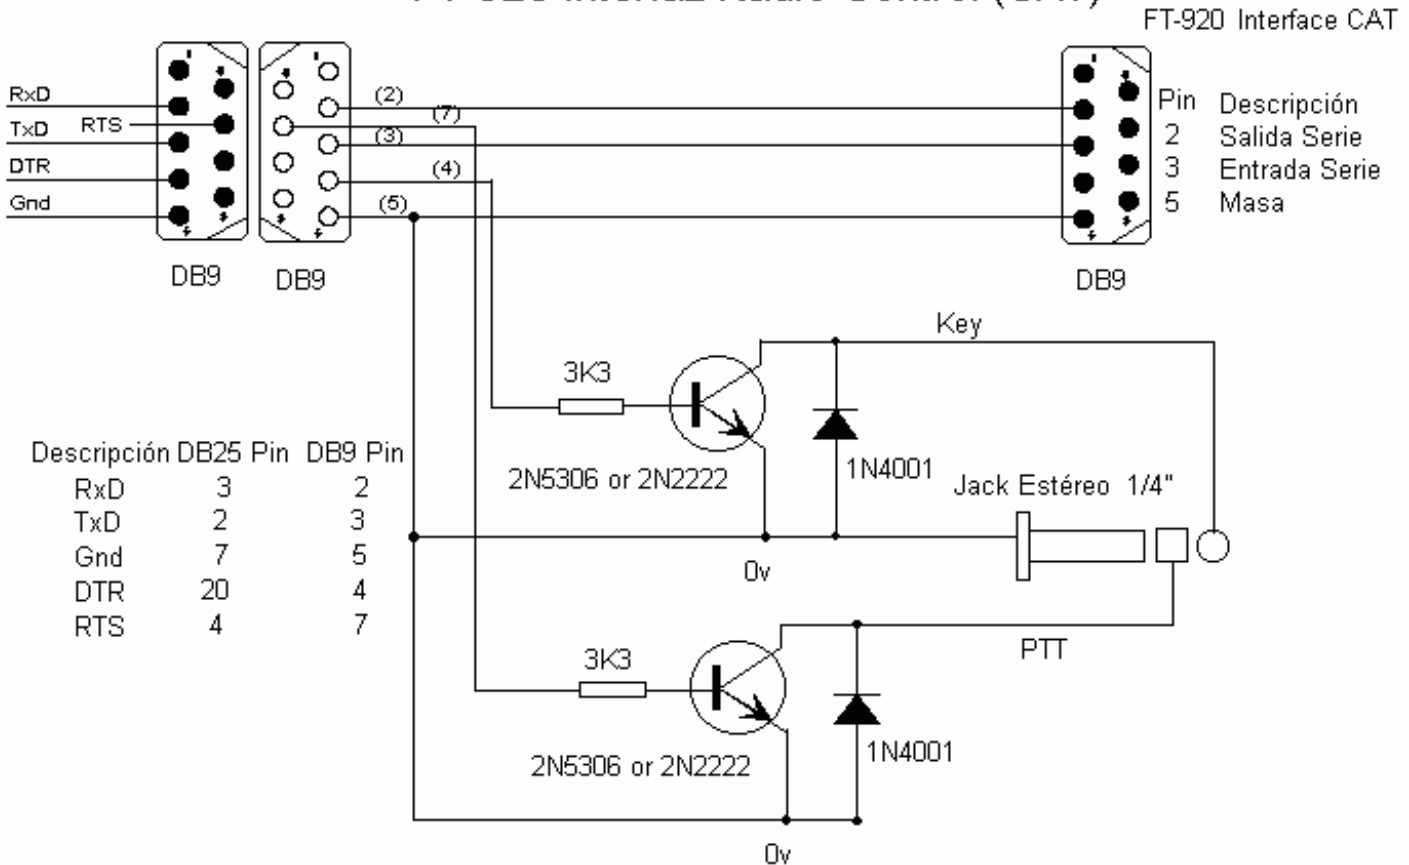 FT-920 Interface CAT
RxD
TxD RTS
DTR
Gnd
(2)
(7)
(3)
(4)
(5)
DB9
DB9
DB9
Pin Descripción
2 Salida Serie
3 Entrada Serie
5 Masa
Key
3K3
2N5306 or 2N2222
1N4001
Jack Estéreo 1/4"
0v
Descripción DB25 Pin DB9 Pin
RxD 3 2
TxD 2 3
Gnd 7 5
DTR 20 4
RTS 4 7
PTT
3K3
2N5306 or 2N2222
1N4001
0v